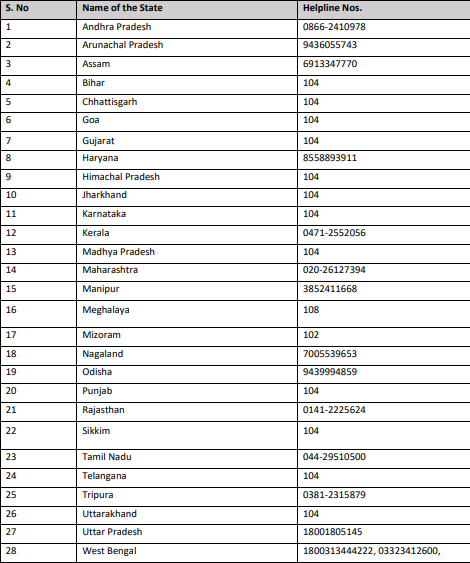 S. No Name of the State Helpline Nos.
1 Andhra Pradesh 0866-2410978
2 Arunachal Pradesh 9436055743
3 Assam 6913347770
4 Bihar 104
5 Chhattisgarh 104
6 Goa 104
7 Gujarat 104
8 Haryana 8558893911
9 Himachal Pradesh 104
10 Jharkhand 104
11 Karnataka 104
12 Kerala 0471-2552056
13 Madhya Pradesh 104
14 Maharashtra 020-26127394
15 Manipur 3852411668
16 Meghalaya 108
17 Mizoram 102
18 Nagaland 7005539653
19 Odisha 9439994859
20 Punjab 104
21 Rajasthan 0141-2225624
22 Sikkim 104
23 Tamil Nadu 044-29510500
24 Telangana 104
25 Tripura 0381-2315879
26 Uttarakhand 104
27 Uttar Pradesh 18001805145
28 West Bengal 1800313444222, 03323412600,